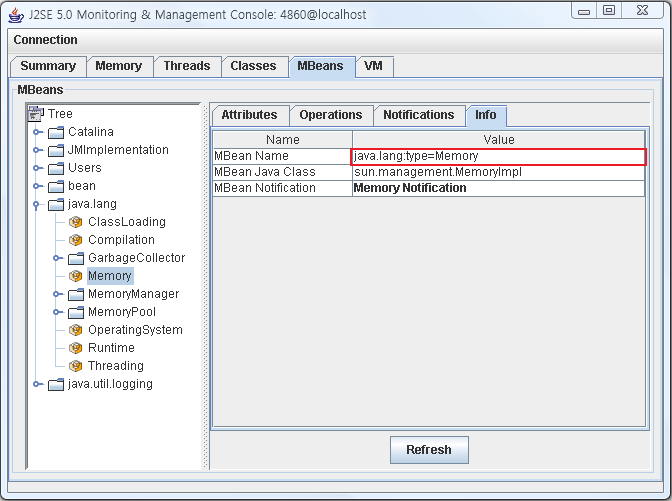 J2SE 5.0 Monitoring & Management Console: 4860@localhost
Connection
Summary Memory Threads Classes MBeans VM
MBeans
Tree
Catalina
JMImplementation
Users
bean
java.lang
ClassLoading
Compilation
GarbageCollector
Memory
MemoryManager
MemoryPool
OperatingSystem
Runtime
Threading
java.util.logging
Attributes Operations Notifications Info
Name Value
MBean Name java.lang:type=Memory
MBean Java Class sun.management.MemoryImpl
MBean Notification Memory Notification
Refresh